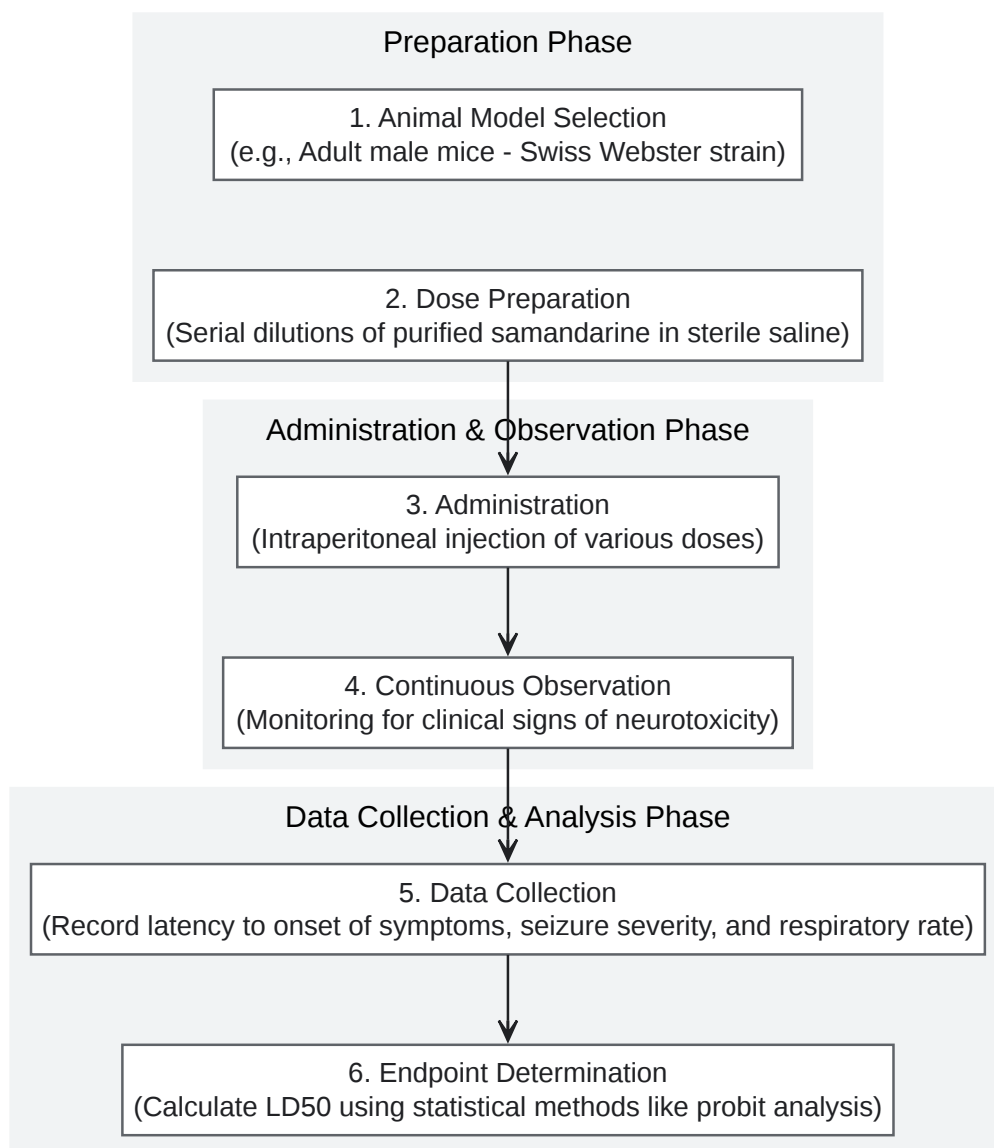 Preparation Phase
1. Animal Model Selection
(e.g., Adult male mice - Swiss Webster strain)
2. Dose Preparation
(Serial dilutions of purified samandarine in sterile saline)
Administration & Observation Phase
3. Administration
(Intraperitoneal injection of various doses)
4. Continuous Observation
(Monitoring for clinical signs of neurotoxicity)
Data Collection & Analysis Phase
5. Data Collection
(Record latency to onset of symptoms, seizure severity, and respiratory rate)
6. Endpoint Determination
(Calculate LD50 using statistical methods like probit analysis)